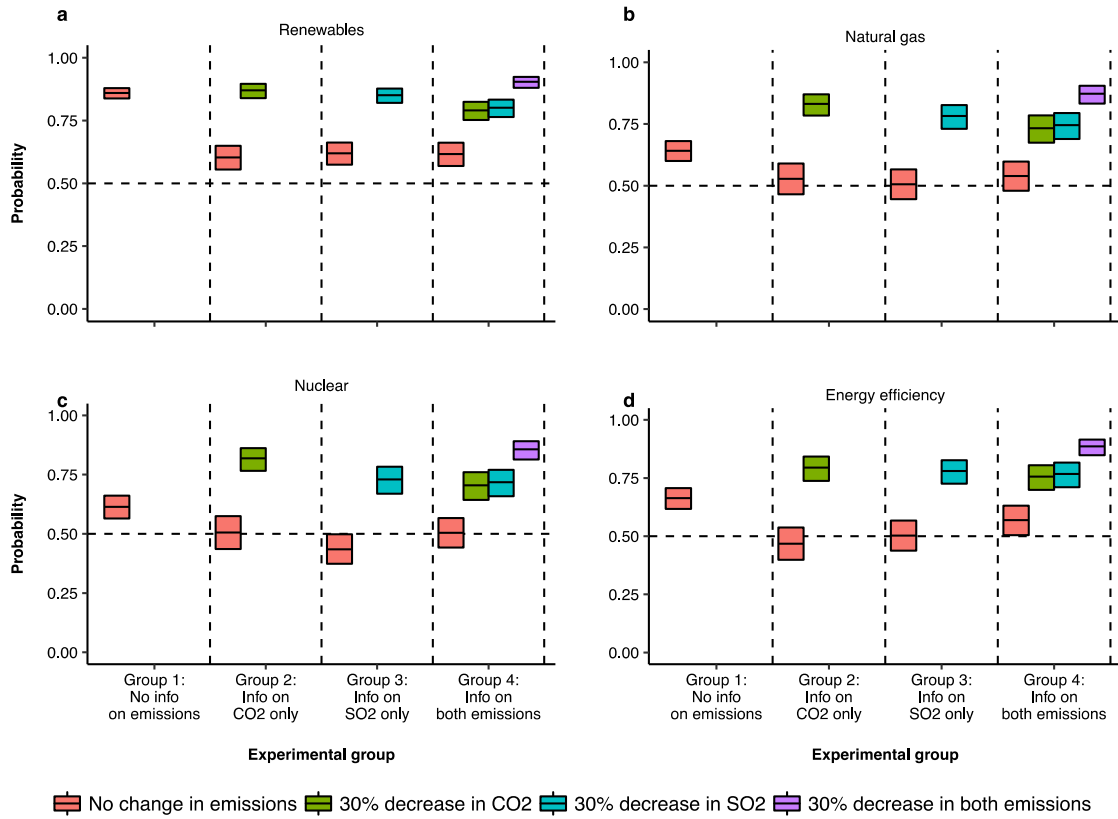 a
Renewables
1.00
0.75
0.50
0.25
0.00
Probability
b
Natural gas
1.00
0.75
0.50
0.25
0.00
c
Nuclear
1.00
0.75
0.50
0.25
0.00
Probability
Group 1:
No info
on emissions
Group 2:
Info on
CO2 only
Group 3:
Info on
SO2 only
Group 4:
Info on
both emissions
Experimental group
d
Energy efficiency
1.00
0.75
0.50
0.25
0.00
Group 1:
No info
on emissions
Group 2:
Info on
CO2 only
Group 3:
Info on
SO2 only
Group 4:
Info on
both emissions
Experimental group
No change in emissions 30% decrease in CO2 30% decrease in SO2 30% decrease in both emissions